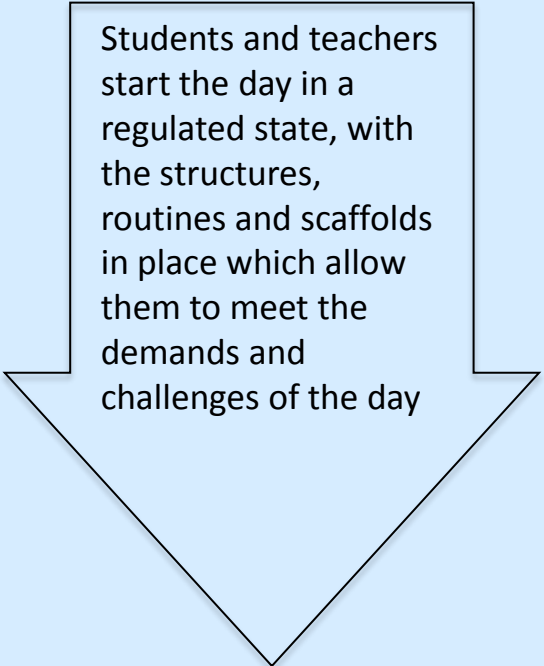 Students and teachers
start the day in a
regulated state, with
the structures,
routines and scaffolds
in place which allow
them to meet the
demands and
challenges of the day